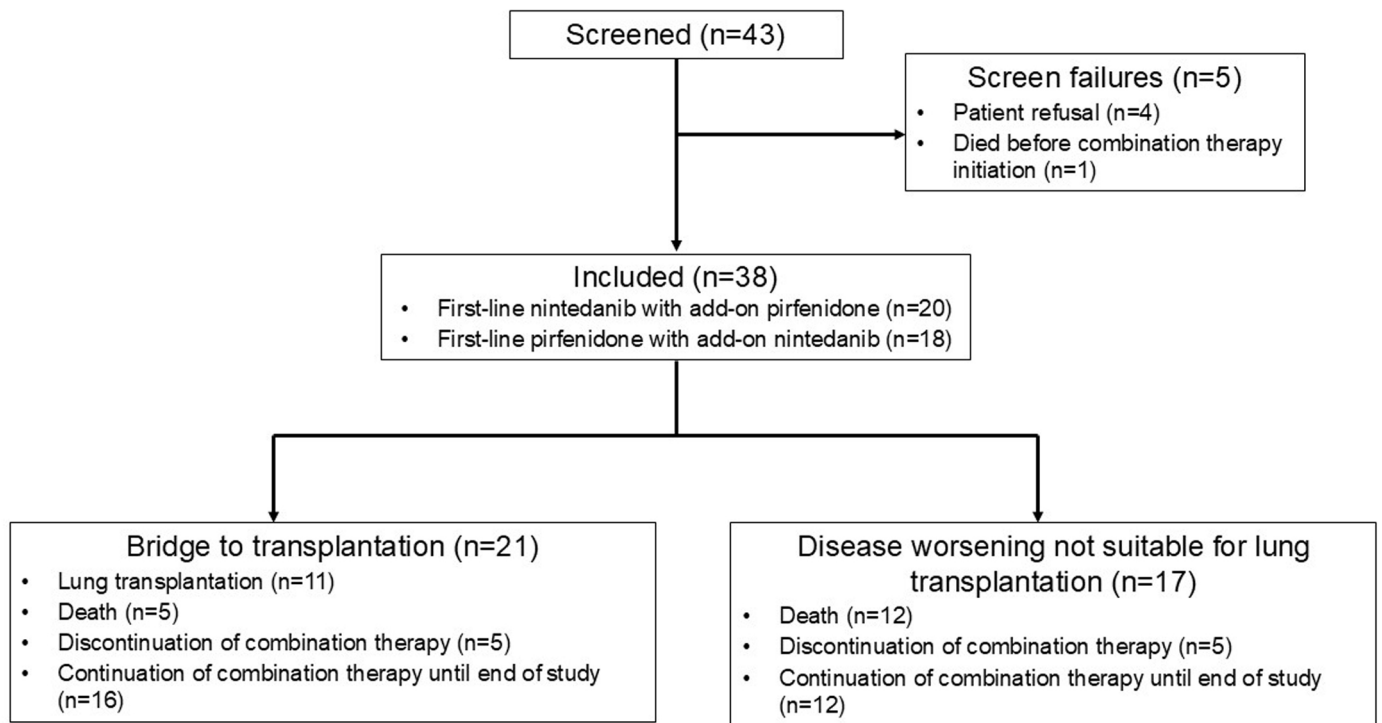 Screened (n=43)
Screen failures (n=5)
• Patient refusal (n=4)
• Died before combination therapy
initiation (n=1)
Included (n=38)
• First-line nintedanib with add-on pirfenidone (n=20)
• First-line pirfenidone with add-on nintedanib (n=18)
Bridge to transplantation (n=21)
• Lung transplantation (n=11)
• Death (n=5)
• Discontinuation of combination therapy (n=5)
• Continuation of combination therapy until end of study
(n=16)
Disease worsening not suitable for lung
transplantation (n=17)
• Death (n=12)
• Discontinuation of combination therapy (n=5)
• Continuation of combination therapy until end of study
(n=12)